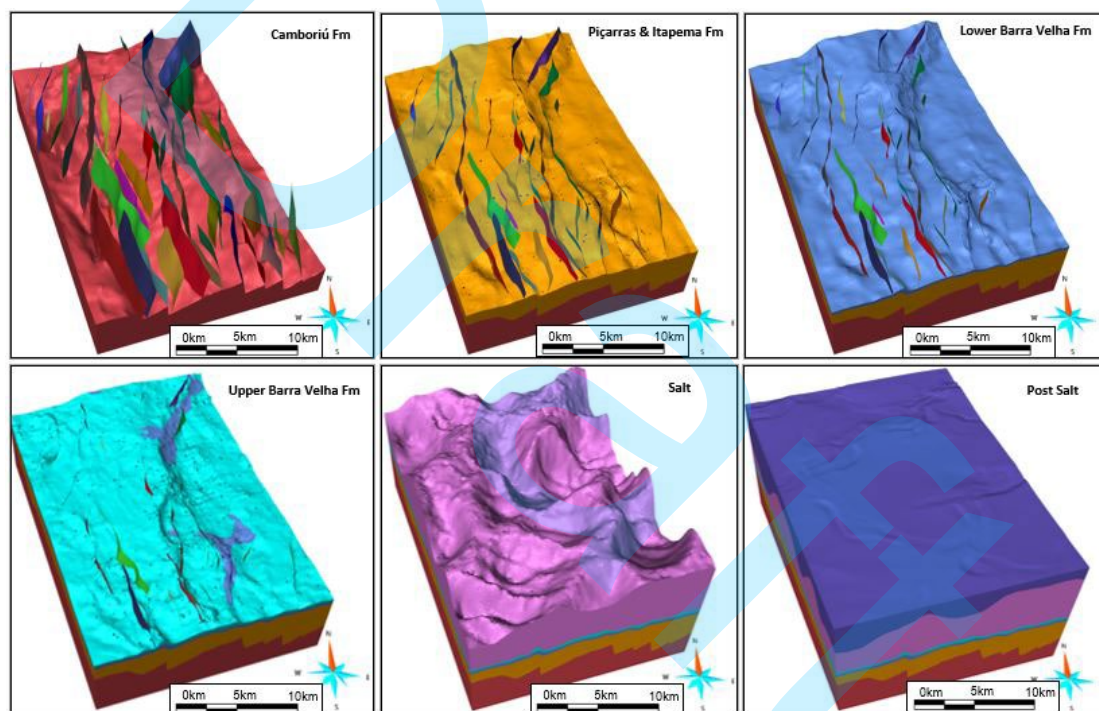 Camboriú Fm
N
W
E
S
0km 5km 10km
Piçarras & Itapema Fm
N
W
E
S
0km 5km 10km
Lower Barra Velha Fm
N
W
E
S
0km 5km 10km
Upper Barra Velha Fm
N
W
E
S
0km 5km 10km
Salt
N
W
E
S
0km 5km 10km
Post Salt
N
W
E
S
0km 5km 10km